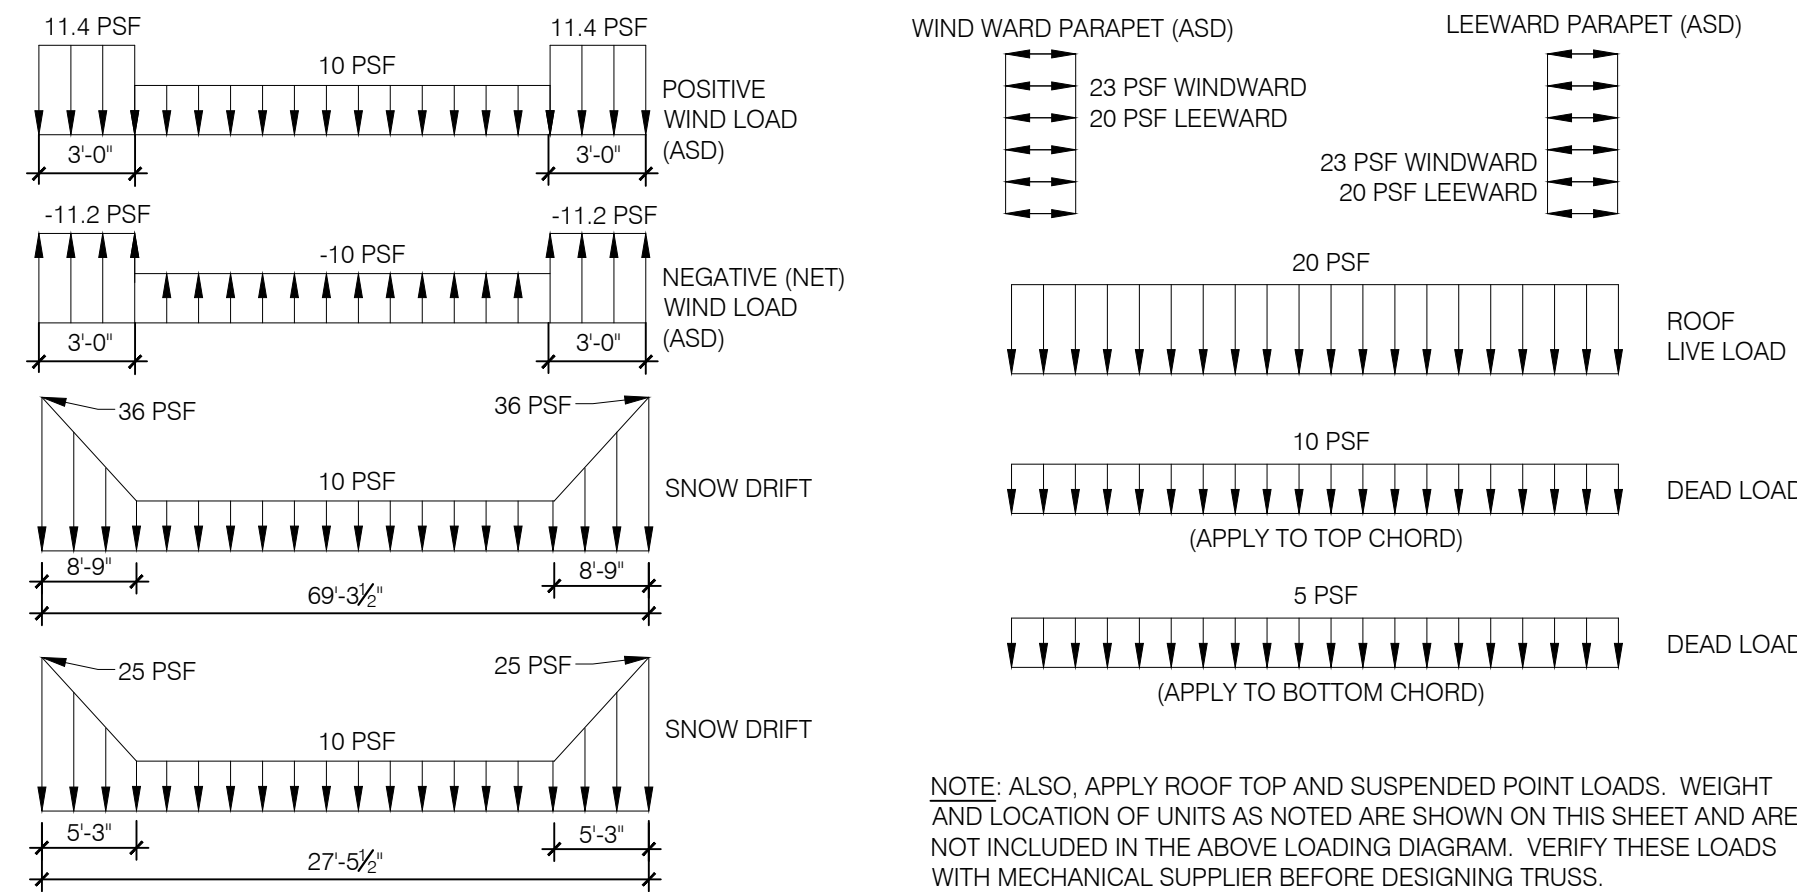 11.4 PSF
11.4 PSF
10 PSF
POSITIVE
WIND LOAD
(ASD)
3'-0"
3'-0"
-11.2 PSF
-11.2 PSF
-10 PSF
NEGATIVE (NET)
WIND LOAD
(ASD)
3'-0"
3'-0"
36 PSF
36 PSF
10 PSF
SNOW DRIFT
8'-9"
8'-9"
69'-3½"
25 PSF
25 PSF
10 PSF
SNOW DRIFT
5'-3"
5'-3"
27'-5½"
WIND WARD PARAPET (ASD)
23 PSF WINDWARD
20 PSF LEEWARD
LEEWARD PARAPET (ASD)
23 PSF WINDWARD
20 PSF LEEWARD
20 PSF
ROOF
LIVE LOAD
10 PSF
DEAD LOAD
(APPLY TO TOP CHORD)
5 PSF
DEAD LOAD
(APPLY TO BOTTOM CHORD)
NOTE: ALSO, APPLY ROOF TOP AND SUSPENDED POINT LOADS. WEIGHT
AND LOCATION OF UNITS AS NOTED ARE SHOWN ON THIS SHEET AND ARE
NOT INCLUDED IN THE ABOVE LOADING DIAGRAM. VERIFY THESE LOADS
WITH MECHANICAL SUPPLIER BEFORE DESIGNING TRUSS.